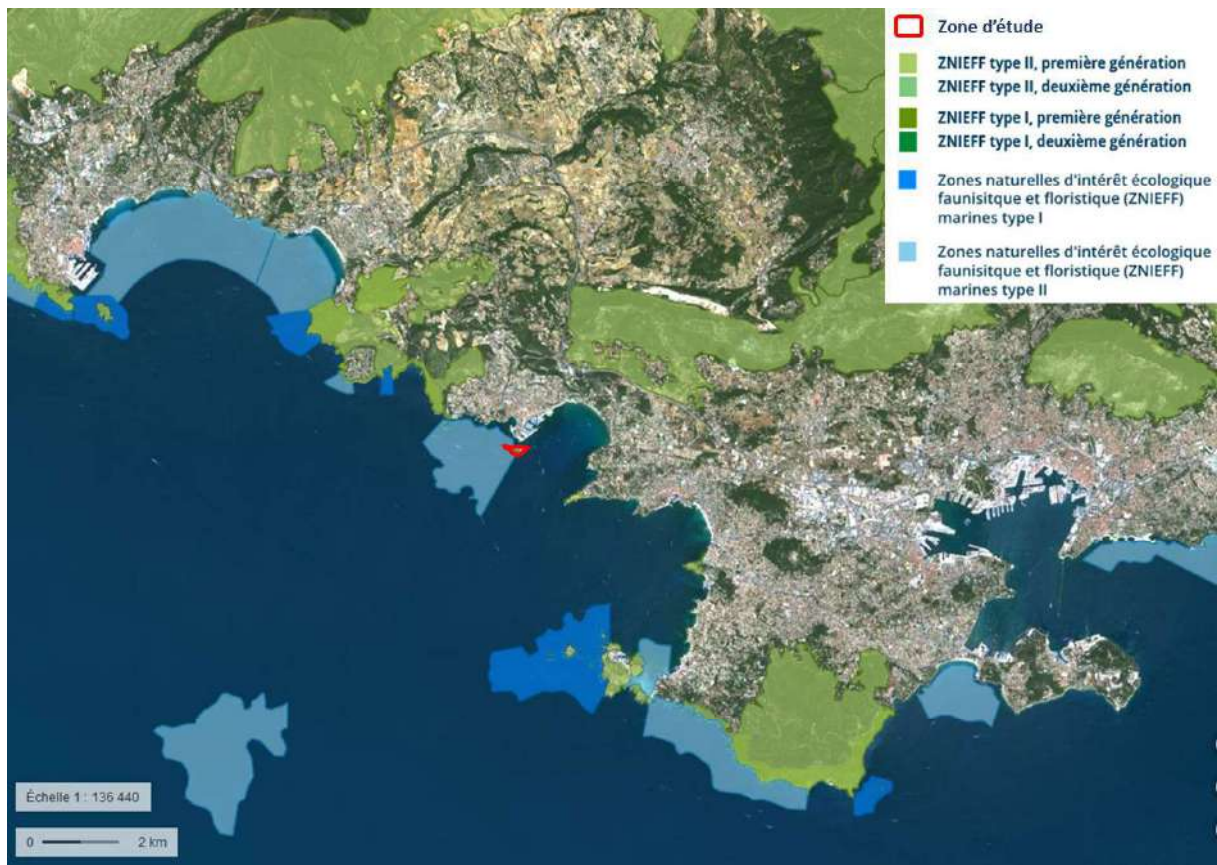 Zone d'étude
ZNIEFF type II, première génération
ZNIEFF type II, deuxième génération
ZNIEFF type I, première génération
ZNIEFF type I, deuxième génération
Zones naturelles d'intérêt écologique
faunisitque et floristique (ZNIEFF)
marines type I
Zones naturelles d'intérêt écologique
faunisitque et floristique (ZNIEFF)
marines type II
Échelle 1 : 136 440
0 2 km